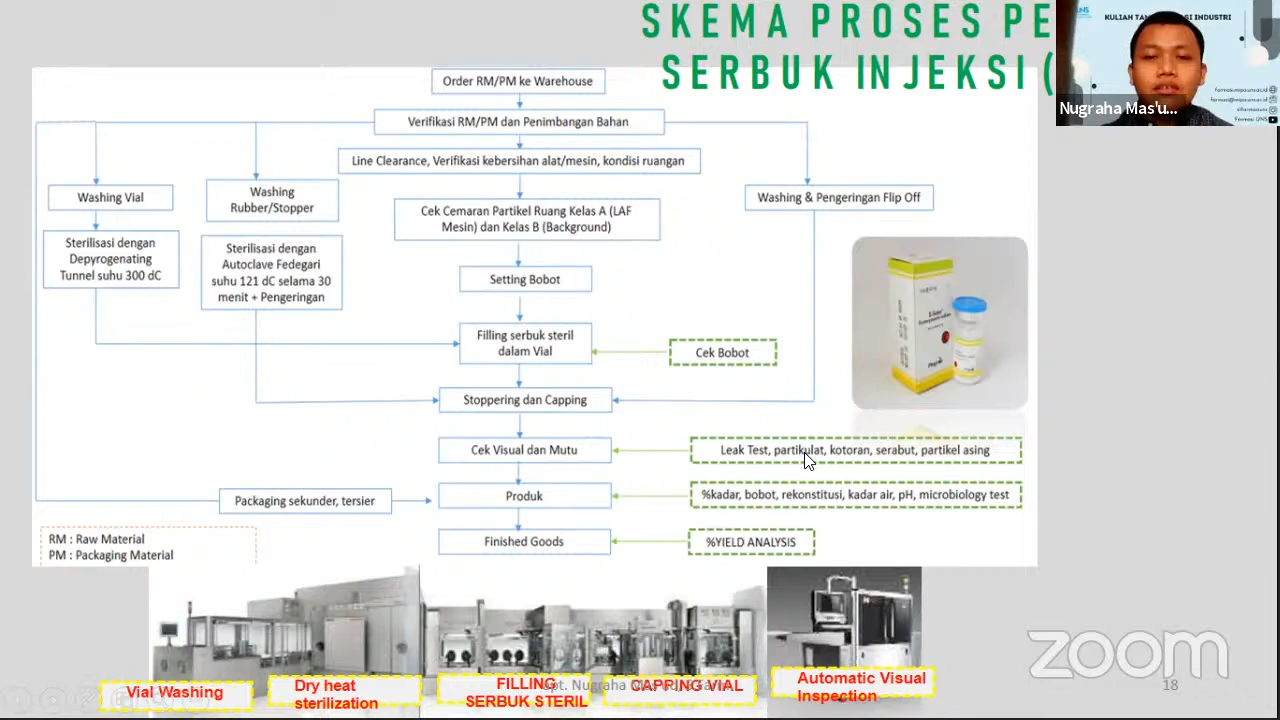 SKEMA PROSES PE
SERBUK INJEKSI (
KULIAH TA
I INDUSTRI
Nugraha Mas'u...
Order RM/PM ke Warehouse
Verifikasi RM/PM dan Penimbangan Bahan
Line Clearance, Verifikasi kebersihan alat/mesin, kondisi ruangan
Washing Vial
Washing
Rubber/Stopper
Cek Cemaran Partikel Ruang Kelas A (LAF
Mesin) dan Kelas B (Background)
Washing & Pengeringan Flip Off
Sterilisasi dengan
Depyrogenating
Tunnel suhu 300 dC
Sterilisasi dengan
Autoclave Fedegari
suhu 121 dC selama 30
menit + Pengeringan
Setting Bobot
Filling serbuk steril
dalam Vial
Cek Bobot
Stoppering dan Capping
Cek Visual dan Mutu
Leak Test, partikulat, kotoran, serabut, partikel asing
Packaging sekunder, tersier
Produk
%kadar, bobot, rekonstitusi, kadar air, pH, microbiology test
Finished Goods
%YIELD ANALYSIS
RM : Raw Material
PM : Packaging Material
Vial Washing
Dry heat
sterilization
FILLING
SERBUK STERIL
CAPPING VIAL
Automatic Visual
Inspection
pt. Nugraha
zoom
18